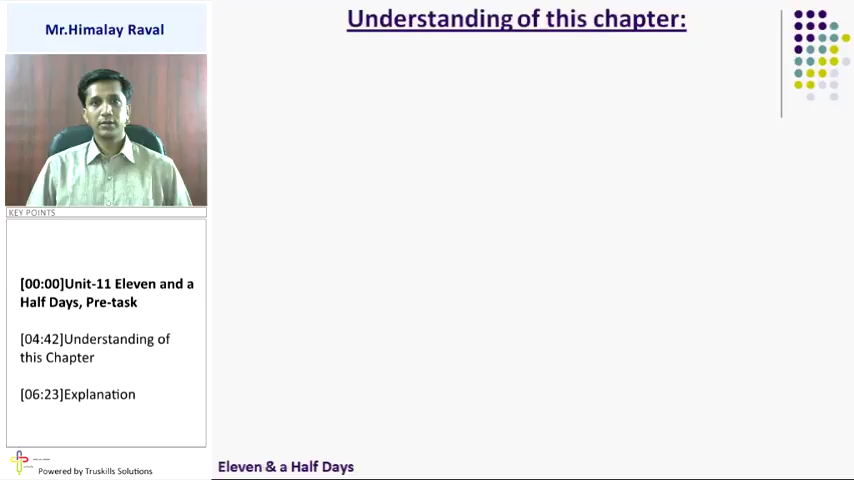 Mr.Himalay Raval
Understanding of this chapter:
KEY POINTS
[00:00]Unit-11 Eleven and a
Half Days, Pre-task
[04:42]Understanding of
this Chapter
[06:23]Explanation
Powered by Truskills Solutions
Eleven & a Half Days